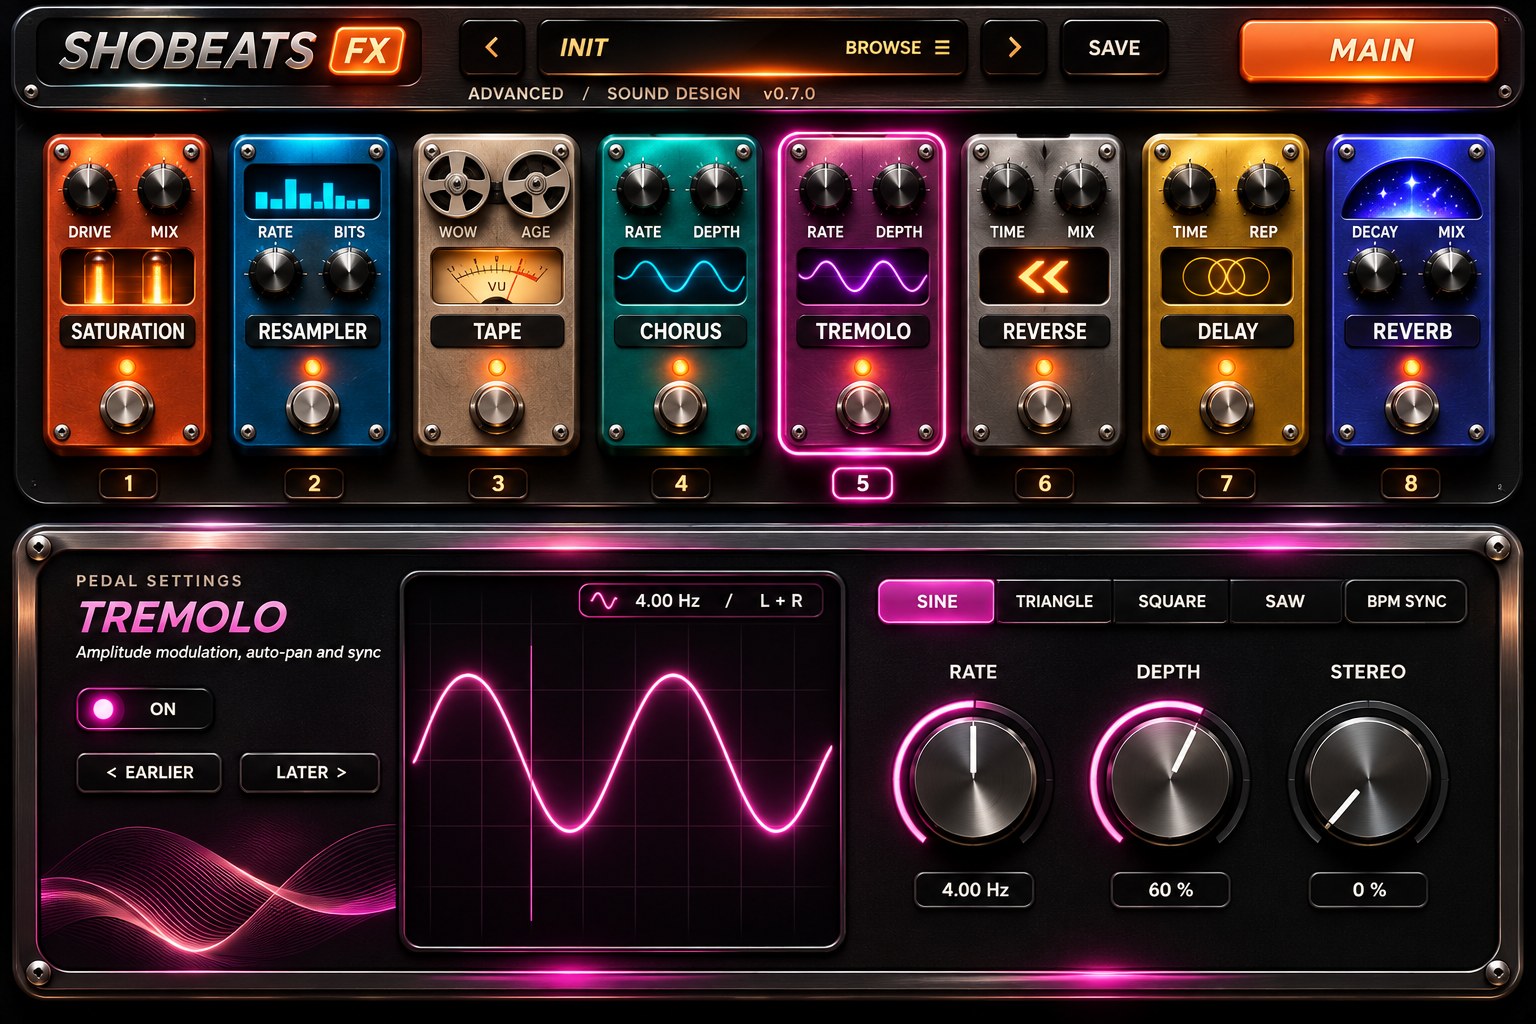 SHOBEATS FX
<
INIT
BROWSE ☰
>
SAVE
MAIN
ADVANCED / SOUND DESIGN v0.7.0
DRIVE MIX
SATURATION
1
RATE BITS
RESAMPLER
2
WOW AGE
VU
TAPE
3
RATE DEPTH
CHORUS
4
RATE DEPTH
TREMOLO
5
TIME MIX
REVERSE
6
TIME REP
DELAY
7
DECAY MIX
REVERB
8
PEDAL SETTINGS
TREMOLO
Amplitude modulation, auto-pan and sync
ON
< EARLIER
LATER >
4.00 Hz / L + R
SINE
TRIANGLE
SQUARE
SAW
BPM SYNC
RATE
DEPTH
STEREO
4.00 Hz
60 %
0 %